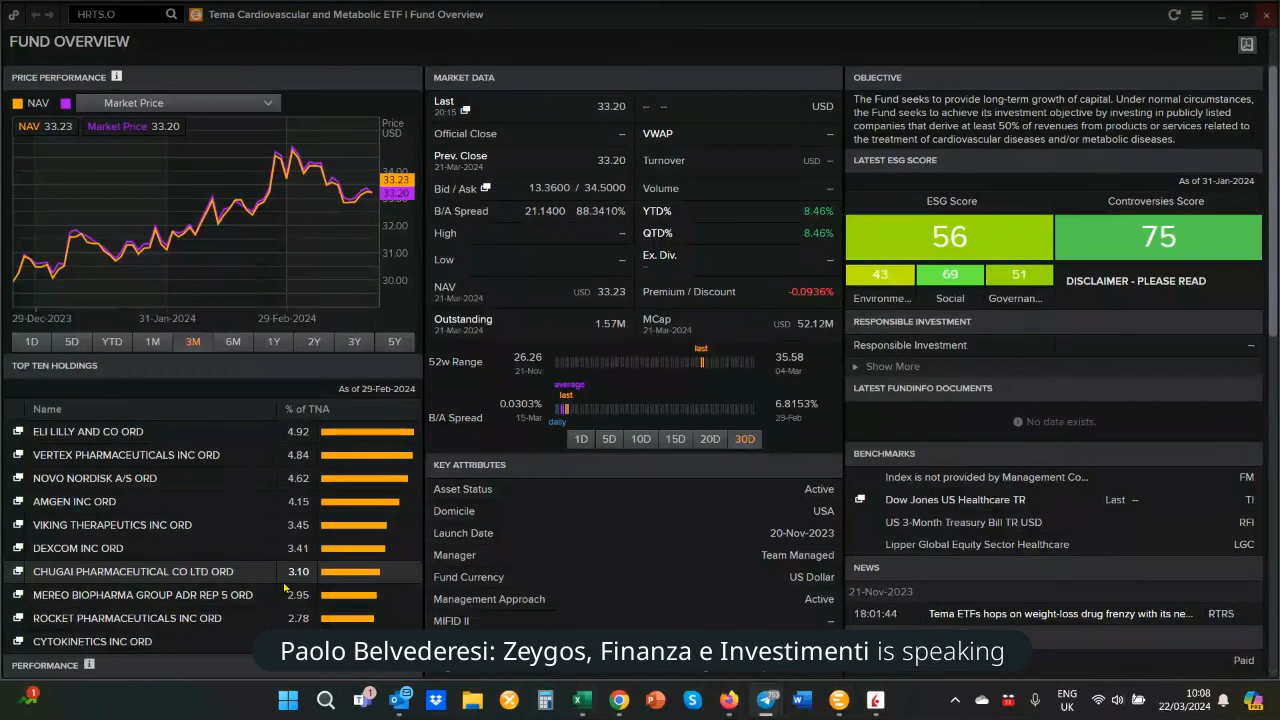 HRTS.O
Tema Cardiovascular and Metabolic ETF | Fund Overview
FUND OVERVIEW
PRICE PERFORMANCE
NAV
Market Price
NAV 33.23 Market Price 33.20
Price
USD
34.00
33.23
33.20
33.00
32.00
31.00
30.00
29-Dec-2023 31-Jan-2024 29-Feb-2024
1D 5D YTD 1M 3M 6M 1Y 2Y 3Y 5Y
TOP TEN HOLDINGS
As of 29-Feb-2024
Name % of TNA
ELI LILLY AND CO ORD 4.92
VERTEX PHARMACEUTICALS INC ORD 4.84
NOVO NORDISK A/S ORD 4.62
AMGEN INC ORD 4.15
VIKING THERAPEUTICS INC ORD 3.45
DEXCOM INC ORD 3.41
CHUGAI PHARMACEUTICAL CO LTD ORD 3.10
MEREO BIOPHARMA GROUP ADR REP 5 ORD 2.95
ROCKET PHARMACEUTICALS INC ORD 2.78
CYTOKINETICS INC ORD
PERFORMANCE
MARKET DATA
Last 33.20 -- -- USD
20:15
Official Close -- VWAP --
Prev. Close 33.20 Turnover USD --
21-Mar-2024
Bid / Ask 13.3600 / 34.5000 Volume --
B/A Spread 21.1400 88.3410% YTD% 8.46%
High -- QTD% 8.46%
Low -- Ex. Div. --
--
NAV USD 33.23 Premium / Discount -0.0936%
21-Mar-2024
Outstanding 1.57M MCap USD 52.12M
21-Mar-2024 21-Mar-2024
last
52w Range 26.26 35.58
21-Nov 04-Mar
average
last
B/A Spread 0.0303% 6.8153%
15-Mar daily 29-Feb
1D 5D 10D 15D 20D 30D
KEY ATTRIBUTES
Asset Status Active
Domicile USA
Launch Date 20-Nov-2023
Manager Team Managed
Fund Currency US Dollar
Management Approach Active
MIFID II --
OBJECTIVE
The Fund seeks to provide long-term growth of capital. Under normal circumstances,
the Fund seeks to achieve its investment objective by investing in publicly listed
companies that derive at least 50% of revenues from products or services related to
the treatment of cardiovascular diseases and/or metabolic diseases.
LATEST ESG SCORE
As of 31-Jan-2024
ESG Score Controversies Score
56 75
43 69 51 DISCLAIMER - PLEASE READ
Environme... Social Governan...
RESPONSIBLE INVESTMENT
Responsible Investment --
Show More
LATEST FUNDINFO DOCUMENTS
No data exists.
BENCHMARKS
Index is not provided by Management Co... FM
Dow Jones US Healthcare TR Last -- TI
US 3-Month Treasury Bill TR USD RFI
Lipper Global Equity Sector Healthcare LGC
NEWS
21-Nov-2023
18:01:44 Tema ETFs hops on weight-loss drug frenzy with its ne... RTRS
Paid
Paolo Belvederesi: Zeygos, Finanza e Investimenti is speaking
1
1
753
ENG
UK
10:08
22/03/2024
PRE